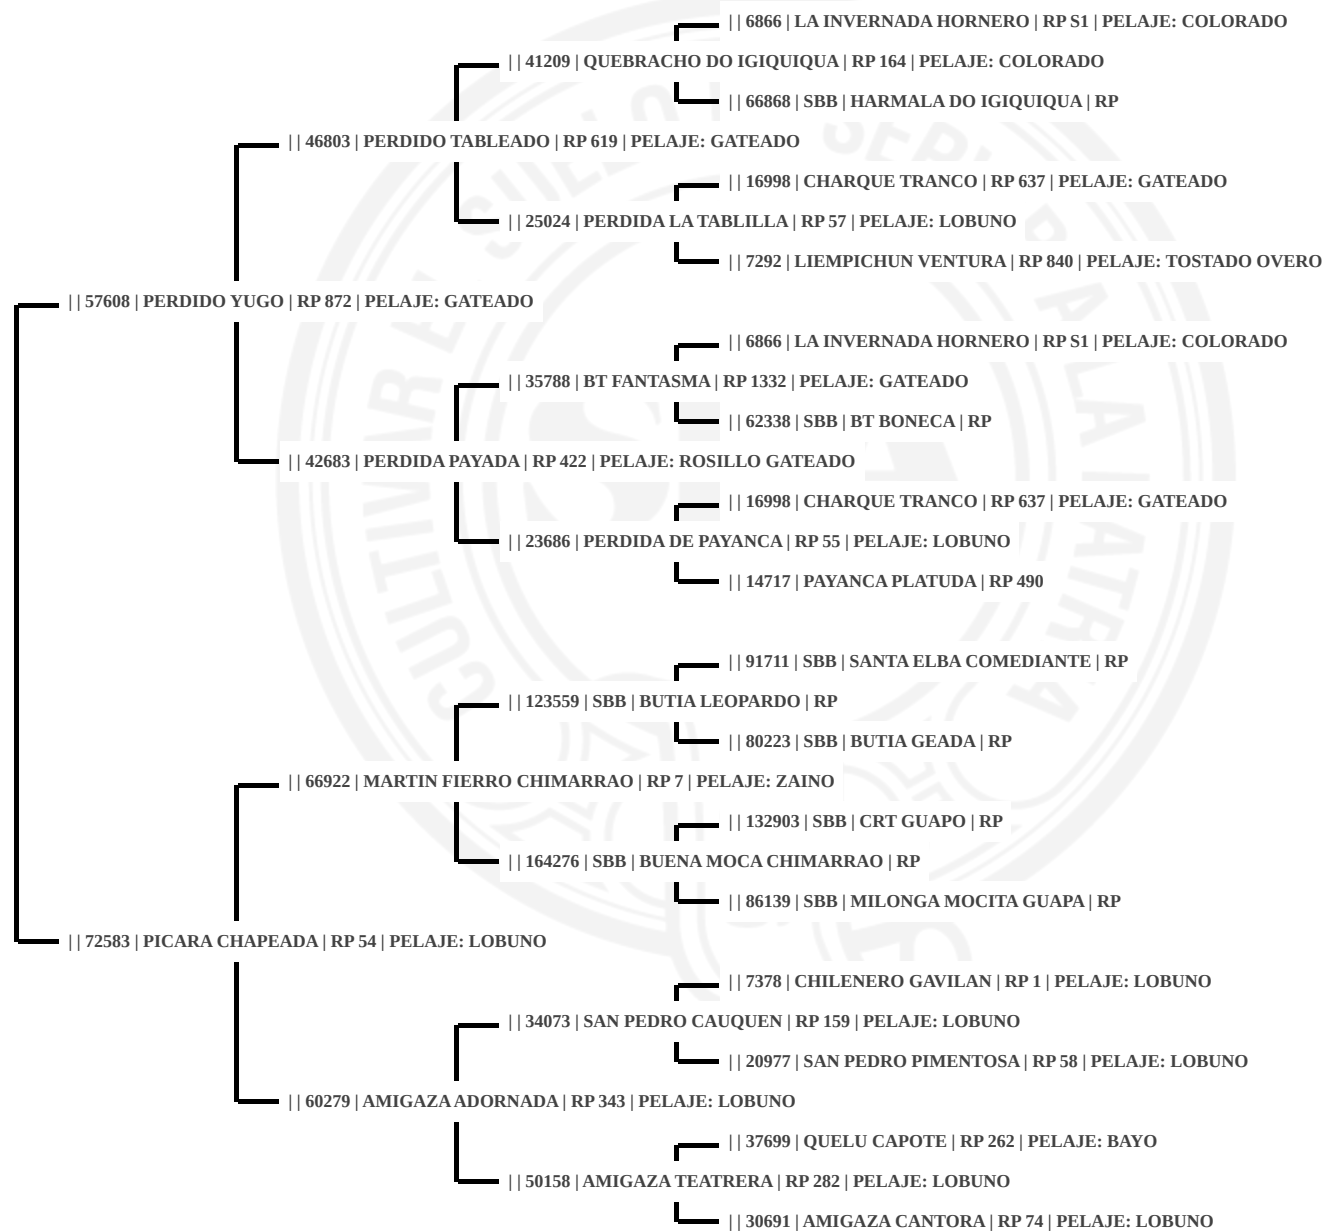 | | 6866 | LA INVERNADA HORNERO | RP S1 | PELAJE: COLORADO
| | 41209 | QUEBRACHO DO IGIQUIQUA | RP 164 | PELAJE: COLORADO
| | 66868 | SBB | HARMALA DO IGIQUIQUA | RP
| | 46803 | PERDIDO TABLEADO | RP 619 | PELAJE: GATEADO
| | 16998 | CHARQUE TRANCO | RP 637 | PELAJE: GATEADO
| | 25024 | PERDIDA LA TABLILLA | RP 57 | PELAJE: LOBUNO
| | 7292 | LIEMPICHUN VENTURA | RP 840 | PELAJE: TOSTADO OVERO
| | 57608 | PERDIDO YUGO | RP 872 | PELAJE: GATEADO
| | 6866 | LA INVERNADA HORNERO | RP S1 | PELAJE: COLORADO
| | 35788 | BT FANTASMA | RP 1332 | PELAJE: GATEADO
| | 62338 | SBB | BT BONECA | RP
| | 42683 | PERDIDA PAYADA | RP 422 | PELAJE: ROSILLO GATEADO
| | 16998 | CHARQUE TRANCO | RP 637 | PELAJE: GATEADO
| | 23686 | PERDIDA DE PAYANCA | RP 55 | PELAJE: LOBUNO
| | 14717 | PAYANCA PLATUDA | RP 490
| | 91711 | SBB | SANTA ELBA COMEDIANTE | RP
| | 123559 | SBB | BUTIA LEOPARDO | RP
| | 80223 | SBB | BUTIA GEADA | RP
| | 66922 | MARTIN FIERRO CHIMARRAO | RP 7 | PELAJE: ZAINO
| | 132903 | SBB | CRT GUAPO | RP
| | 164276 | SBB | BUENA MOCA CHIMARRAO | RP
| | 86139 | SBB | MILONGA MOCITA GUAPA | RP
| | 72583 | PICARA CHAPEADA | RP 54 | PELAJE: LOBUNO
| | 7378 | CHILENERO GAVILAN | RP 1 | PELAJE: LOBUNO
| | 34073 | SAN PEDRO CAUQUEN | RP 159 | PELAJE: LOBUNO
| | 20977 | SAN PEDRO PIMENTOSA | RP 58 | PELAJE: LOBUNO
| | 60279 | AMIGAZA ADORNADA | RP 343 | PELAJE: LOBUNO
| | 37699 | QUELU CAPOTE | RP 262 | PELAJE: BAYO
| | 50158 | AMIGAZA TEATRERA | RP 282 | PELAJE: LOBUNO
| | 30691 | AMIGAZA CANTORA | RP 74 | PELAJE: LOBUNO